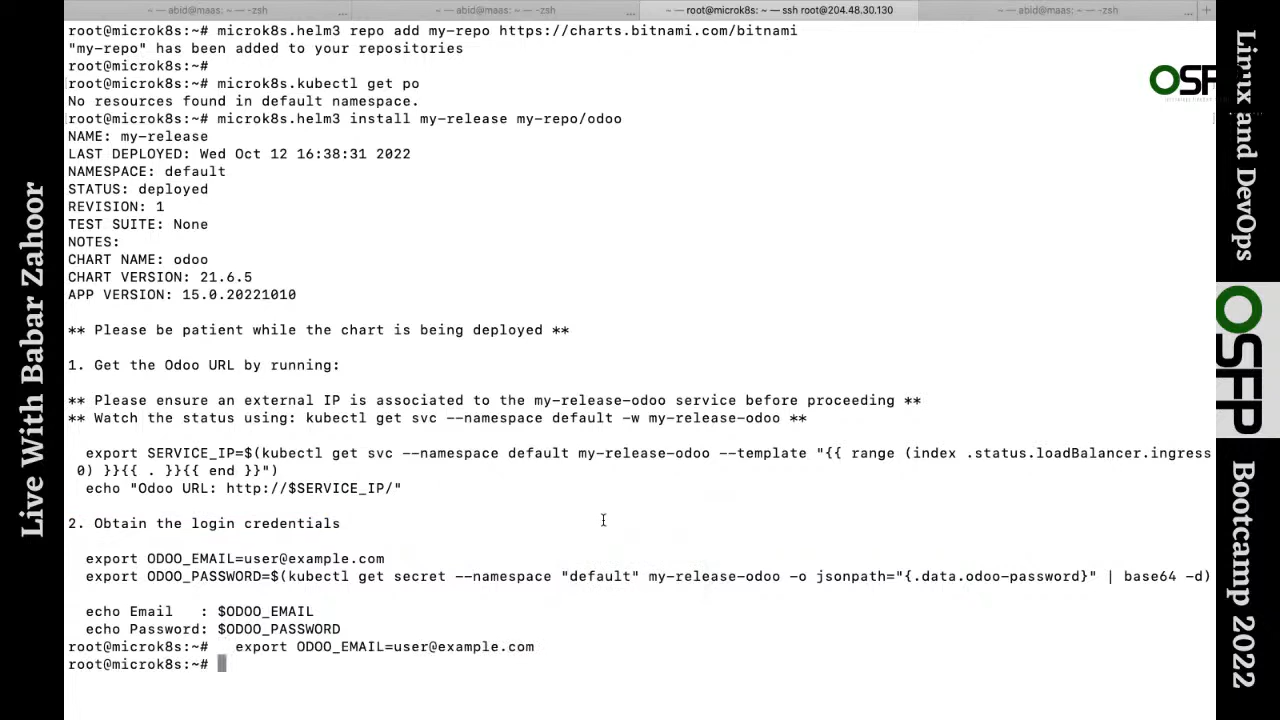 ~ — abid@maas: ~ — -zsh
~ — abid@maas: ~ — -zsh
~ — root@microk8s: ~ — ssh root@204.48.30.130
~ — abid@maas: ~ — -zsh
root@microk8s:~# microk8s.helm3 repo add my-repo https://charts.bitnami.com/bitnami
"my-repo" has been added to your repositories
root@microk8s:~#
root@microk8s:~# microk8s.kubectl get po
No resources found in default namespace.
root@microk8s:~# microk8s.helm3 install my-release my-repo/odoo
NAME: my-release
LAST DEPLOYED: Wed Oct 12 16:38:31 2022
NAMESPACE: default
STATUS: deployed
REVISION: 1
TEST SUITE: None
NOTES:
CHART NAME: odoo
CHART VERSION: 21.6.5
APP VERSION: 15.0.20221010
** Please be patient while the chart is being deployed **
1. Get the Odoo URL by running:
** Please ensure an external IP is associated to the my-release-odoo service before proceeding **
** Watch the status using: kubectl get svc --namespace default -w my-release-odoo **
export SERVICE_IP=$(kubectl get svc --namespace default my-release-odoo --template "{{ range (index .status.loadBalancer.ingress
0) }}{{ . }}{{ end }}")
echo "Odoo URL: http://$SERVICE_IP/"
2. Obtain the login credentials
export ODOO_EMAIL=user@example.com
export ODOO_PASSWORD=$(kubectl get secret --namespace "default" my-release-odoo -o jsonpath="{.data.odoo-password}" | base64 -d)
echo Email   : $ODOO_EMAIL
echo Password: $ODOO_PASSWORD
root@microk8s:~#   export ODOO_EMAIL=user@example.com
root@microk8s:~#
Live With Babar Zahoor
OSFP
Linux and DevOps
OSFP
Bootcamp 2022